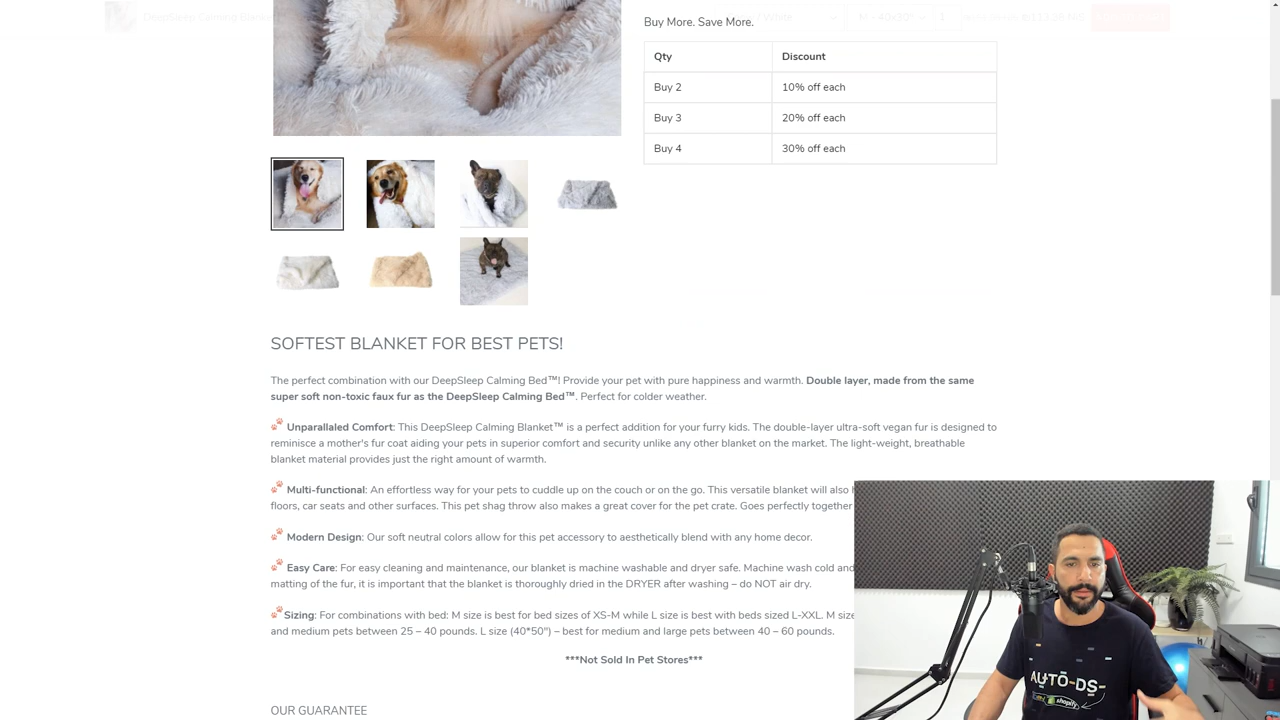 DeepSleep Calming Blanket
White
Buy More. Save More.
Qty Discount
Buy 2 10% off each
Buy 3 20% off each
Buy 4 30% off each
SOFTEST BLANKET FOR BEST PETS!
The perfect combination with our DeepSleep Calming Bed™! Provide your pet with pure happiness and warmth. Double layer, made from the same
super soft non-toxic faux fur as the DeepSleep Calming Bed™. Perfect for colder weather.
Unparallaled Comfort: This DeepSleep Calming Blanket™ is a perfect addition for your furry kids. The double-layer ultra-soft vegan fur is designed to
reminisce a mother's fur coat aiding your pets in superior comfort and security unlike any other blanket on the market. The light-weight, breathable
blanket material provides just the right amount of warmth.
Multi-functional: An effortless way for your pets to cuddle up on the couch or on the go. This versatile blanket will also
floors, car seats and other surfaces. This pet shag throw also makes a great cover for the pet crate. Goes perfectly together
Modern Design: Our soft neutral colors allow for this pet accessory to aesthetically blend with any home decor.
Easy Care: For easy cleaning and maintenance, our blanket is machine washable and dryer safe. Machine wash cold and
matting of the fur, it is important that the blanket is thoroughly dried in the DRYER after washing – do NOT air dry.
Sizing: For combinations with bed: M size is best for bed sizes of XS-M while L size is best with beds sized L-XXL. M size
and medium pets between 25 – 40 pounds. L size (40*50") – best for medium and large pets between 40 – 60 pounds.
***Not Sold In Pet Stores***
OUR GUARANTEE
AUTO-DS
shopify